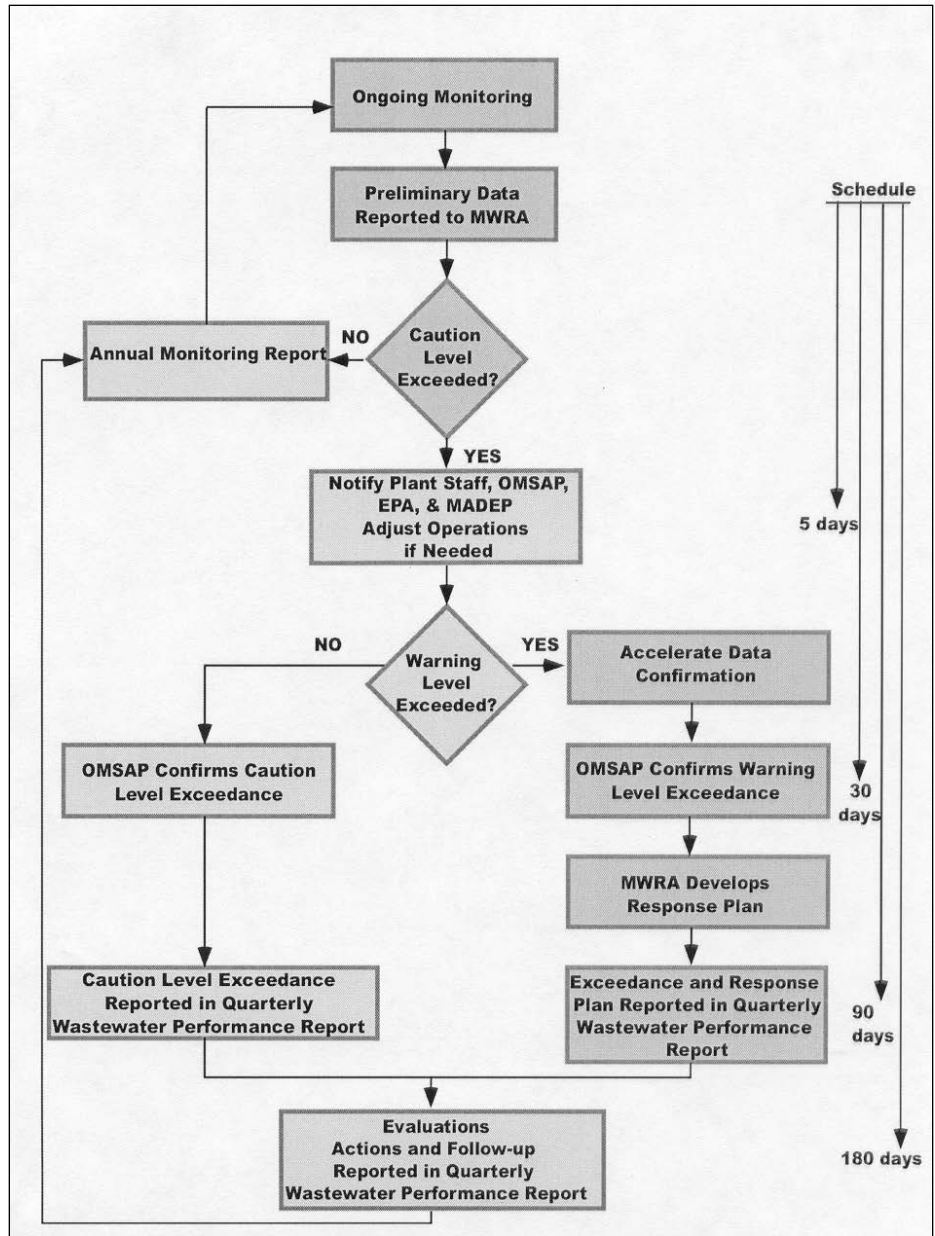 Ongoing Monitoring
Preliminary Data
Reported to MWRA
Schedule
Caution
Level
Exceeded?
NO
Annual Monitoring Report
YES
Notify Plant Staff, OMSAP,
EPA, & MADEP
Adjust Operations
if Needed
5 days
Warning
Level
Exceeded?
NO
YES
Accelerate Data
Confirmation
OMSAP Confirms Caution
Level Exceedance
OMSAP Confirms Warning
Level Exceedance
30
days
MWRA Develops
Response Plan
Caution Level Exceedance
Reported in Quarterly
Wastewater Performance Report
Exceedance and Response
Plan Reported in Quarterly
Wastewater Performance
Report
90
days
Evaluations
Actions and Follow-up
Reported in Quarterly
Wastewater Performance Report
180 days